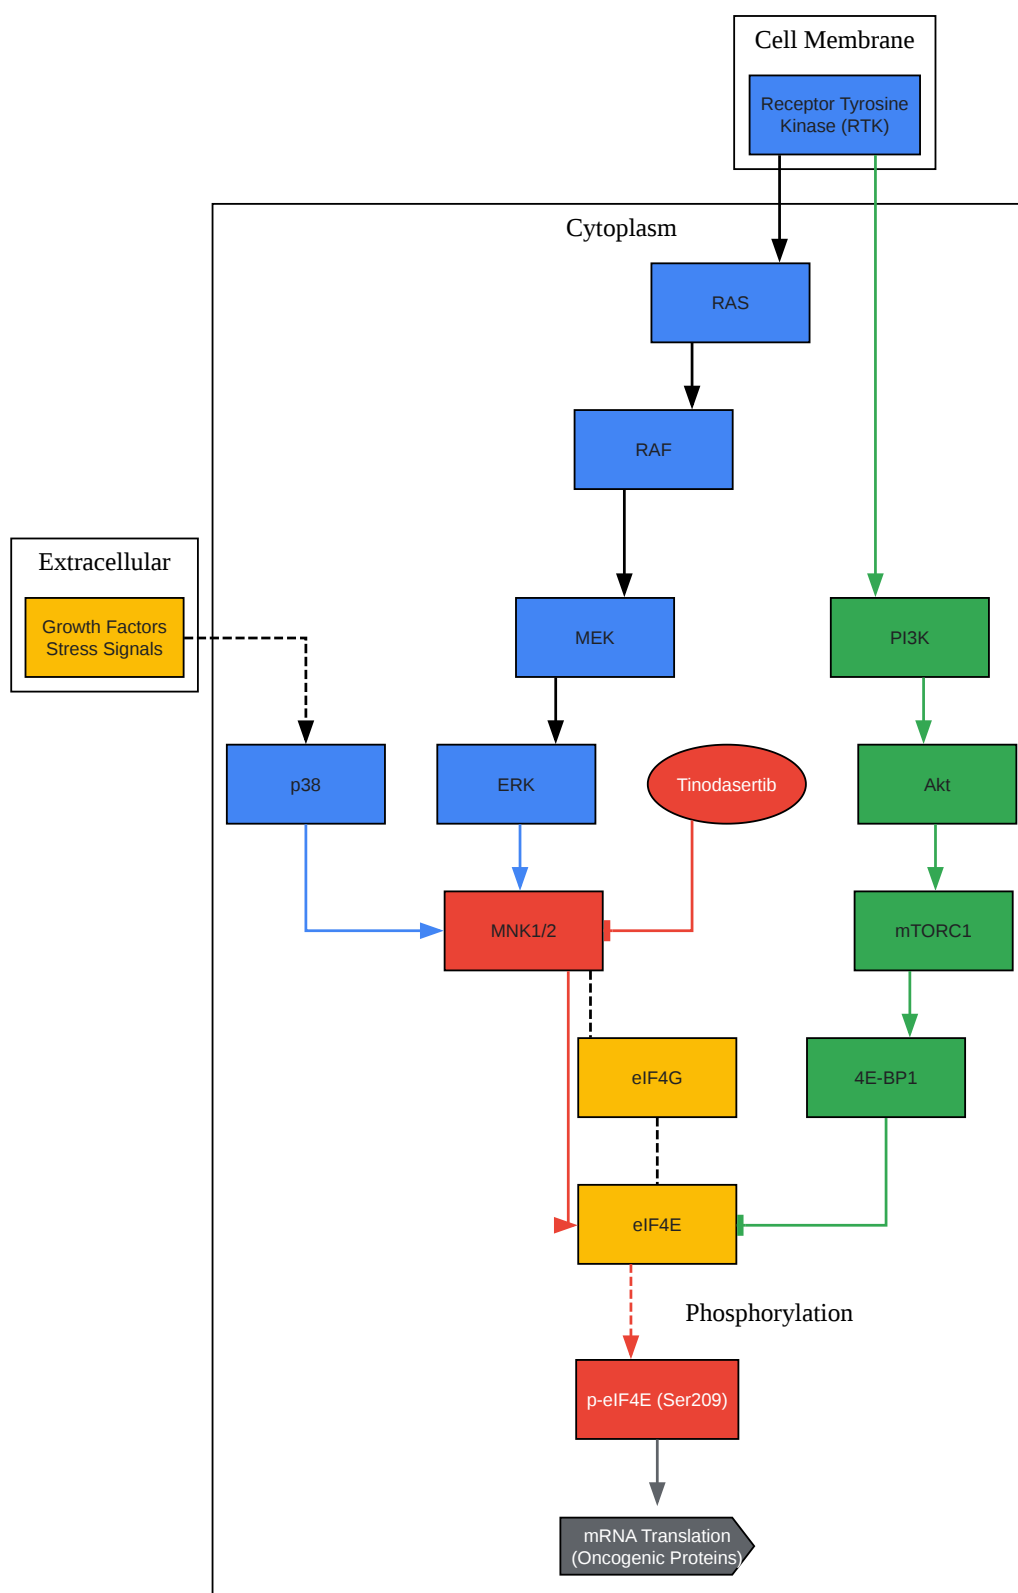 Cell Membrane
Receptor Tyrosine
Kinase (RTK)
Cytoplasm
RAS
RAF
Extracellular
Growth Factors
Stress Signals
MEK
PI3K
p38
ERK
Tinodasertib
Akt
MNK1/2
mTORC1
eIF4G
4E-BP1
eIF4E
Phosphorylation
p-eIF4E (Ser209)
mRNA Translation
(Oncogenic Proteins)